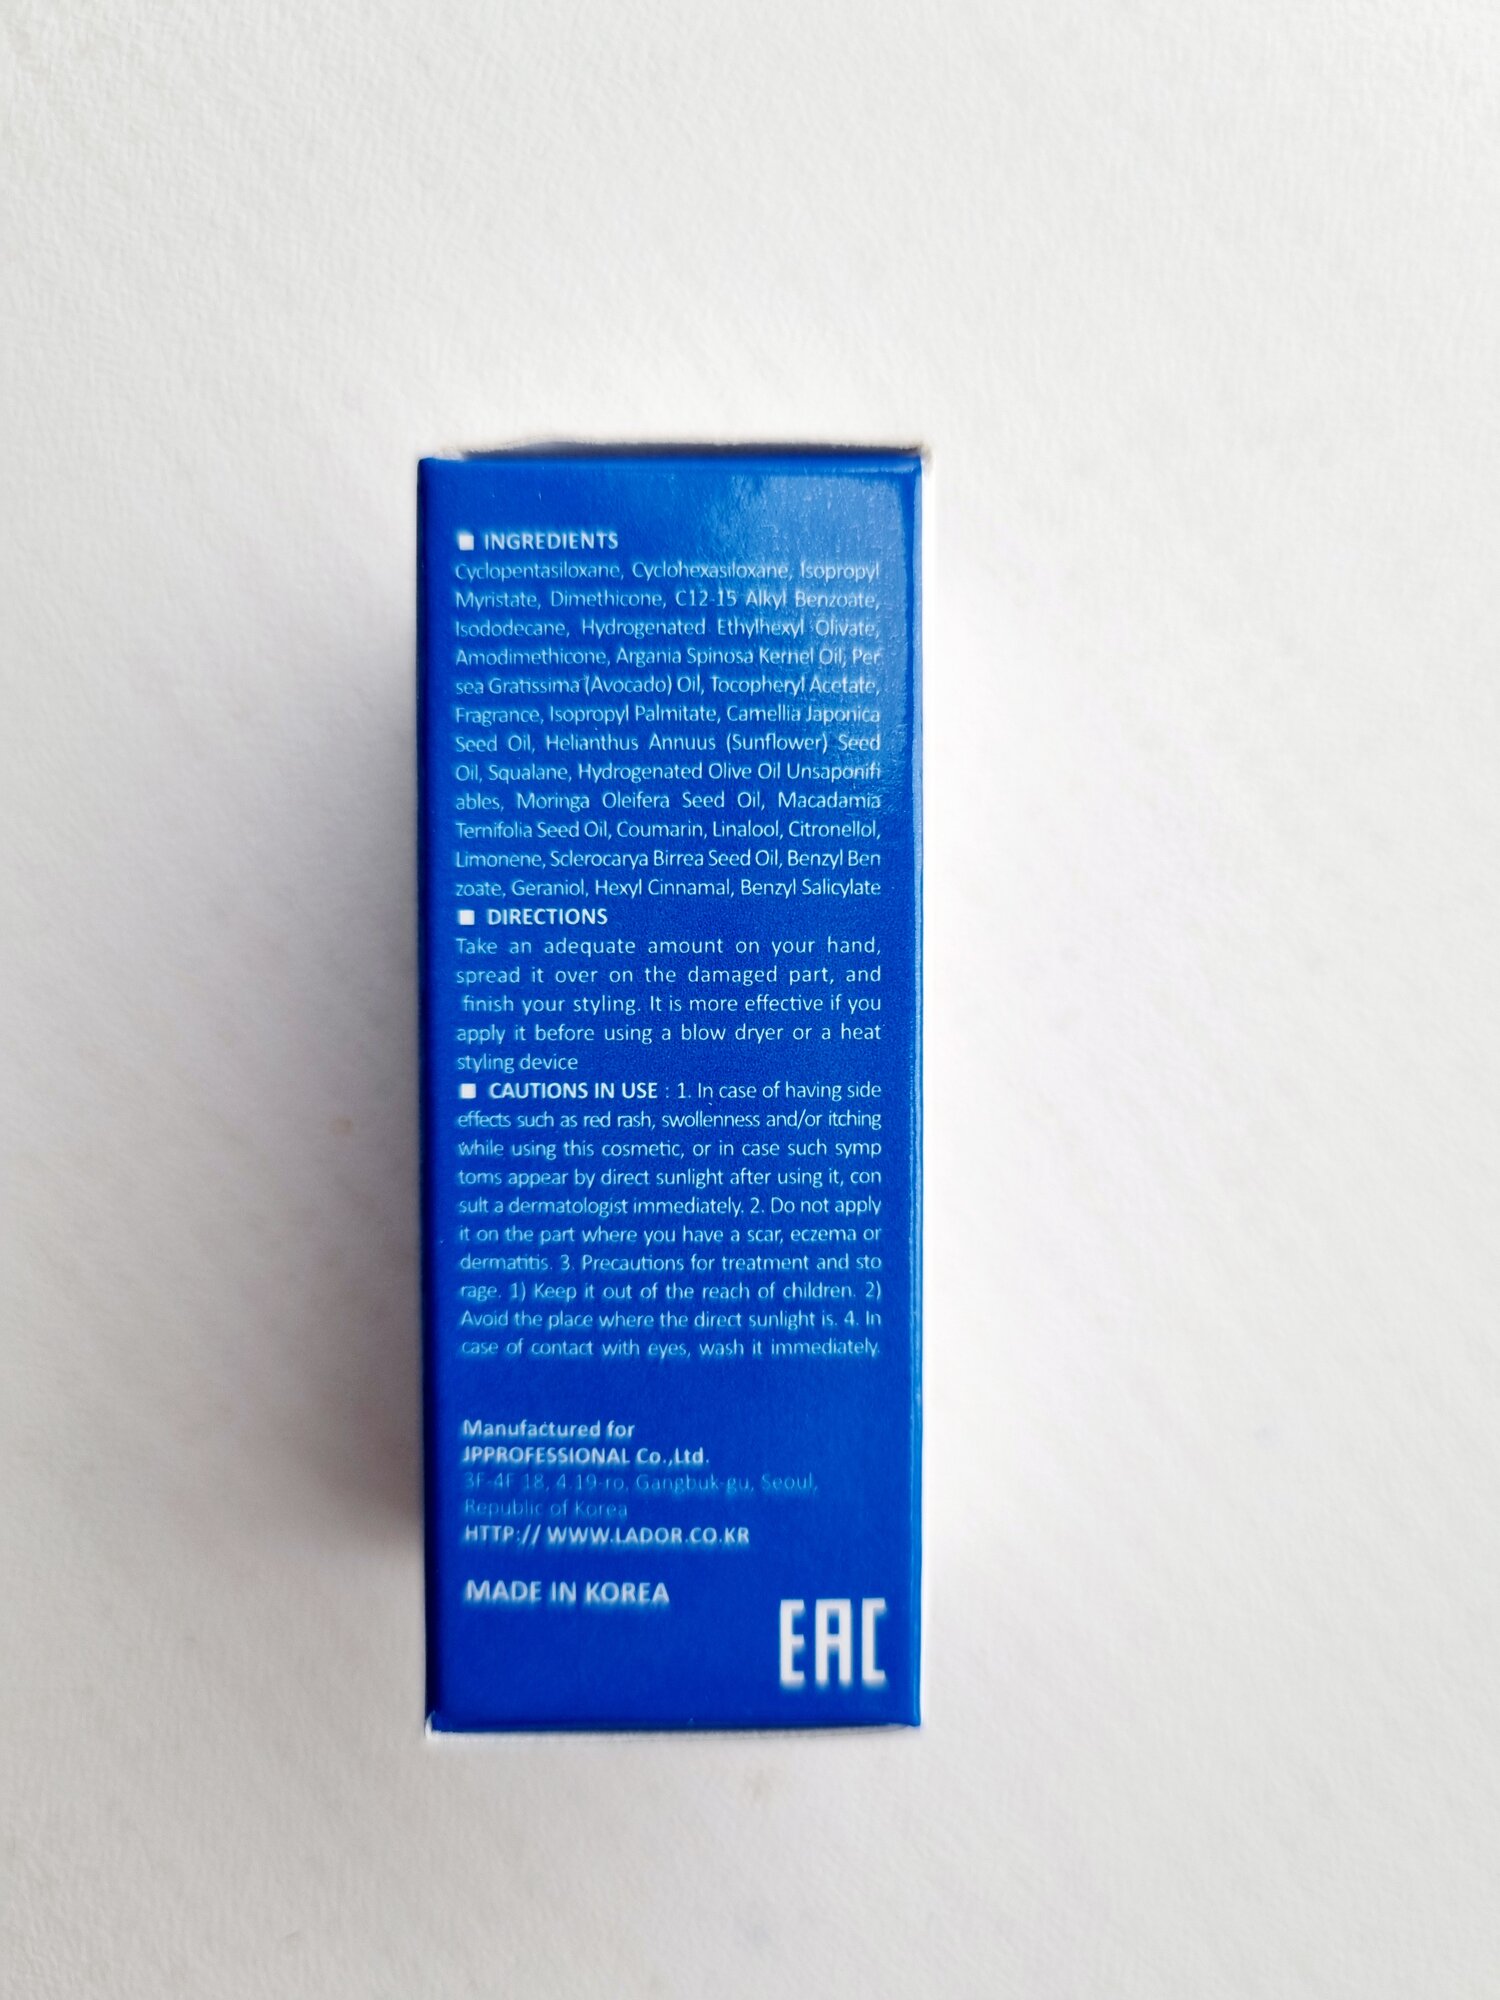 ■ INGREDIENTS
Cyclopentasiloxane, Cyclohexasiloxane, Isopropyl
Myristate, Dimethicone, C12-15 Alkyl Benzoate,
Isododecane, Hydrogenated Ethylhexyl Olivate,
Amodimethicone, Argania Spinosa Kernel Oil, Per
sea Gratissima (Avocado) Oil, Tocopheryl Acetate,
Fragrance, Isopropyl Palmitate, Camellia Japonica
Seed Oil, Helianthus Annuus (Sunflower) Seed
Oil, Squalane, Hydrogenated Olive Oil Unsaponifi
ables, Moringa Oleifera Seed Oil, Macadamia
Ternifolia Seed Oil, Coumarin, Linalool, Citronellol,
Limonene, Sclerocarya Birrea Seed Oil, Benzyl Ben
zoate, Geraniol, Hexyl Cinnamal, Benzyl Salicylate
■ DIRECTIONS
Take an adequate amount on your hand,
spread it over on the damaged part, and
finish your styling. It is more effective if you
apply it before using a blow dryer or a heat
styling device
■ CAUTIONS IN USE : 1. In case of having side
effects such as red rash, swollenness and/or itching
while using this cosmetic, or in case such symp
toms appear by direct sunlight after using it, con
sult a dermatologist immediately. 2. Do not apply
it on the part where you have a scar, eczema or
dermatitis. 3. Precautions for treatment and sto
rage. 1) Keep it out of the reach of children. 2)
Avoid the place where the direct sunlight is. 4. In
case of contact with eyes, wash it immediately.
Manufactured for
JPPROFESSIONAL Co.,Ltd.
3F-4F 18, 4.19-ro, Gangbuk-gu, Seoul,
Republic of Korea
HTTP:// WWW.LADOR.CO.KR
MADE IN KOREA
EAC